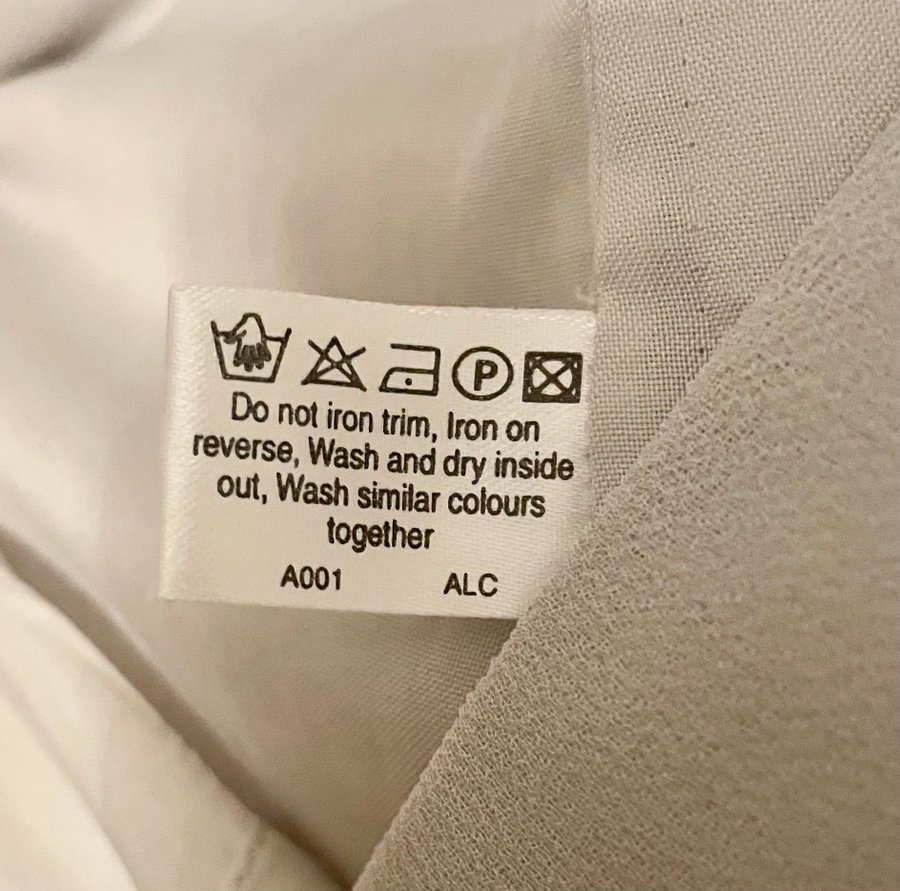 P
Do not iron trim, Iron on
reverse, Wash and dry inside
out, Wash similar colours
together
A001 ALC